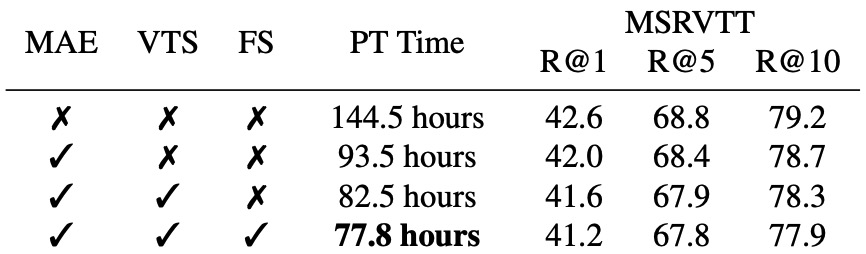 MAE VTS FS PT Time MSRVTT
R@1 R@5 R@10
✗ ✗ ✗ 144.5 hours 42.6 68.8 79.2
✓ ✗ ✗ 93.5 hours 42.0 68.4 78.7
✓ ✓ ✗ 82.5 hours 41.6 67.9 78.3
✓ ✓ ✓ 77.8 hours 41.2 67.8 77.9